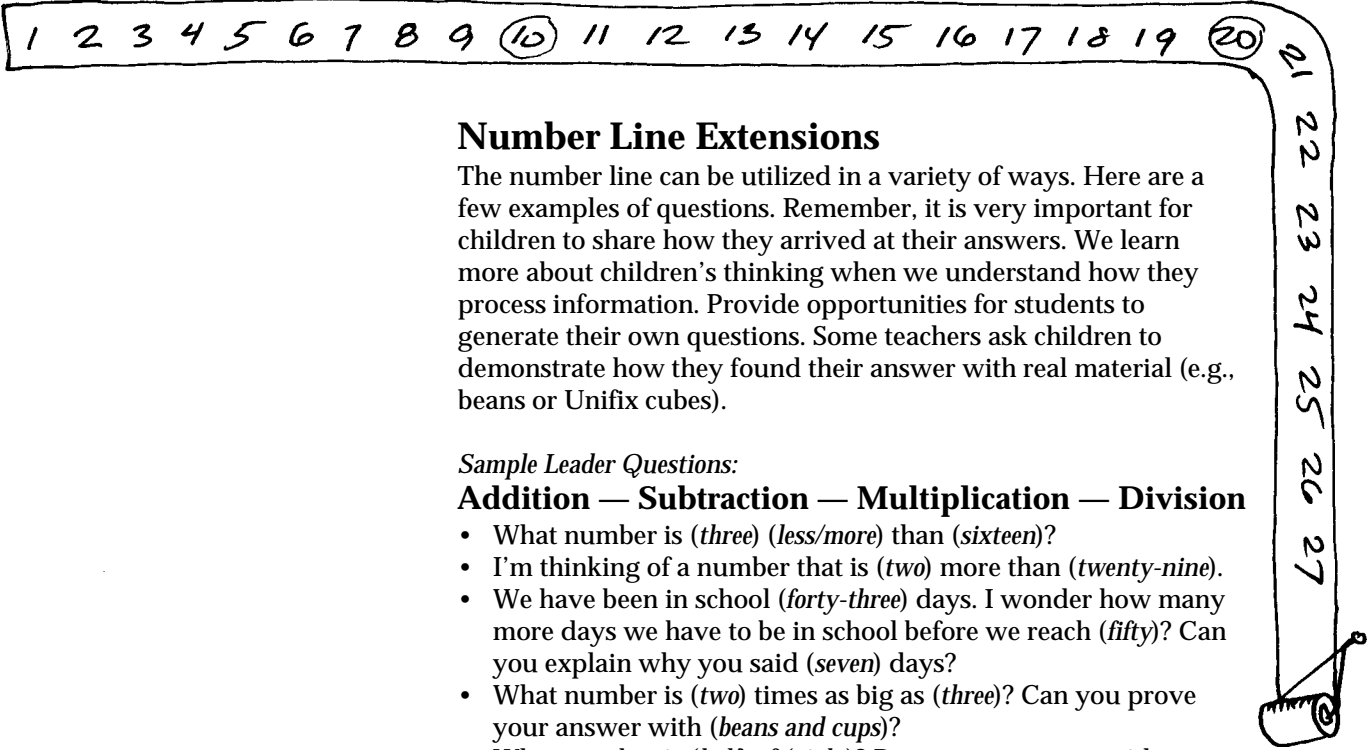 1 2 3 4 5 6 7 8 9 10 11 12 13 14 15 16 17 18 19 20 21 22 23 24 25 26 27
Number Line Extensions
The number line can be utilized in a variety of ways. Here are a
few examples of questions. Remember, it is very important for
children to share how they arrived at their answers. We learn
more about children's thinking when we understand how they
process information. Provide opportunities for students to
generate their own questions. Some teachers ask children to
demonstrate how they found their answer with real material (e.g.,
beans or Unifix cubes).
Sample Leader Questions:
Addition — Subtraction — Multiplication — Division
• What number is (three) (less/more) than (sixteen)?
• I'm thinking of a number that is (two) more than (twenty-nine).
• We have been in school (forty-three) days. I wonder how many
more days we have to be in school before we reach (fifty)? Can
you explain why you said (seven) days?
• What number is (two) times as big as (three)? Can you prove
your answer with (beans and cups)?